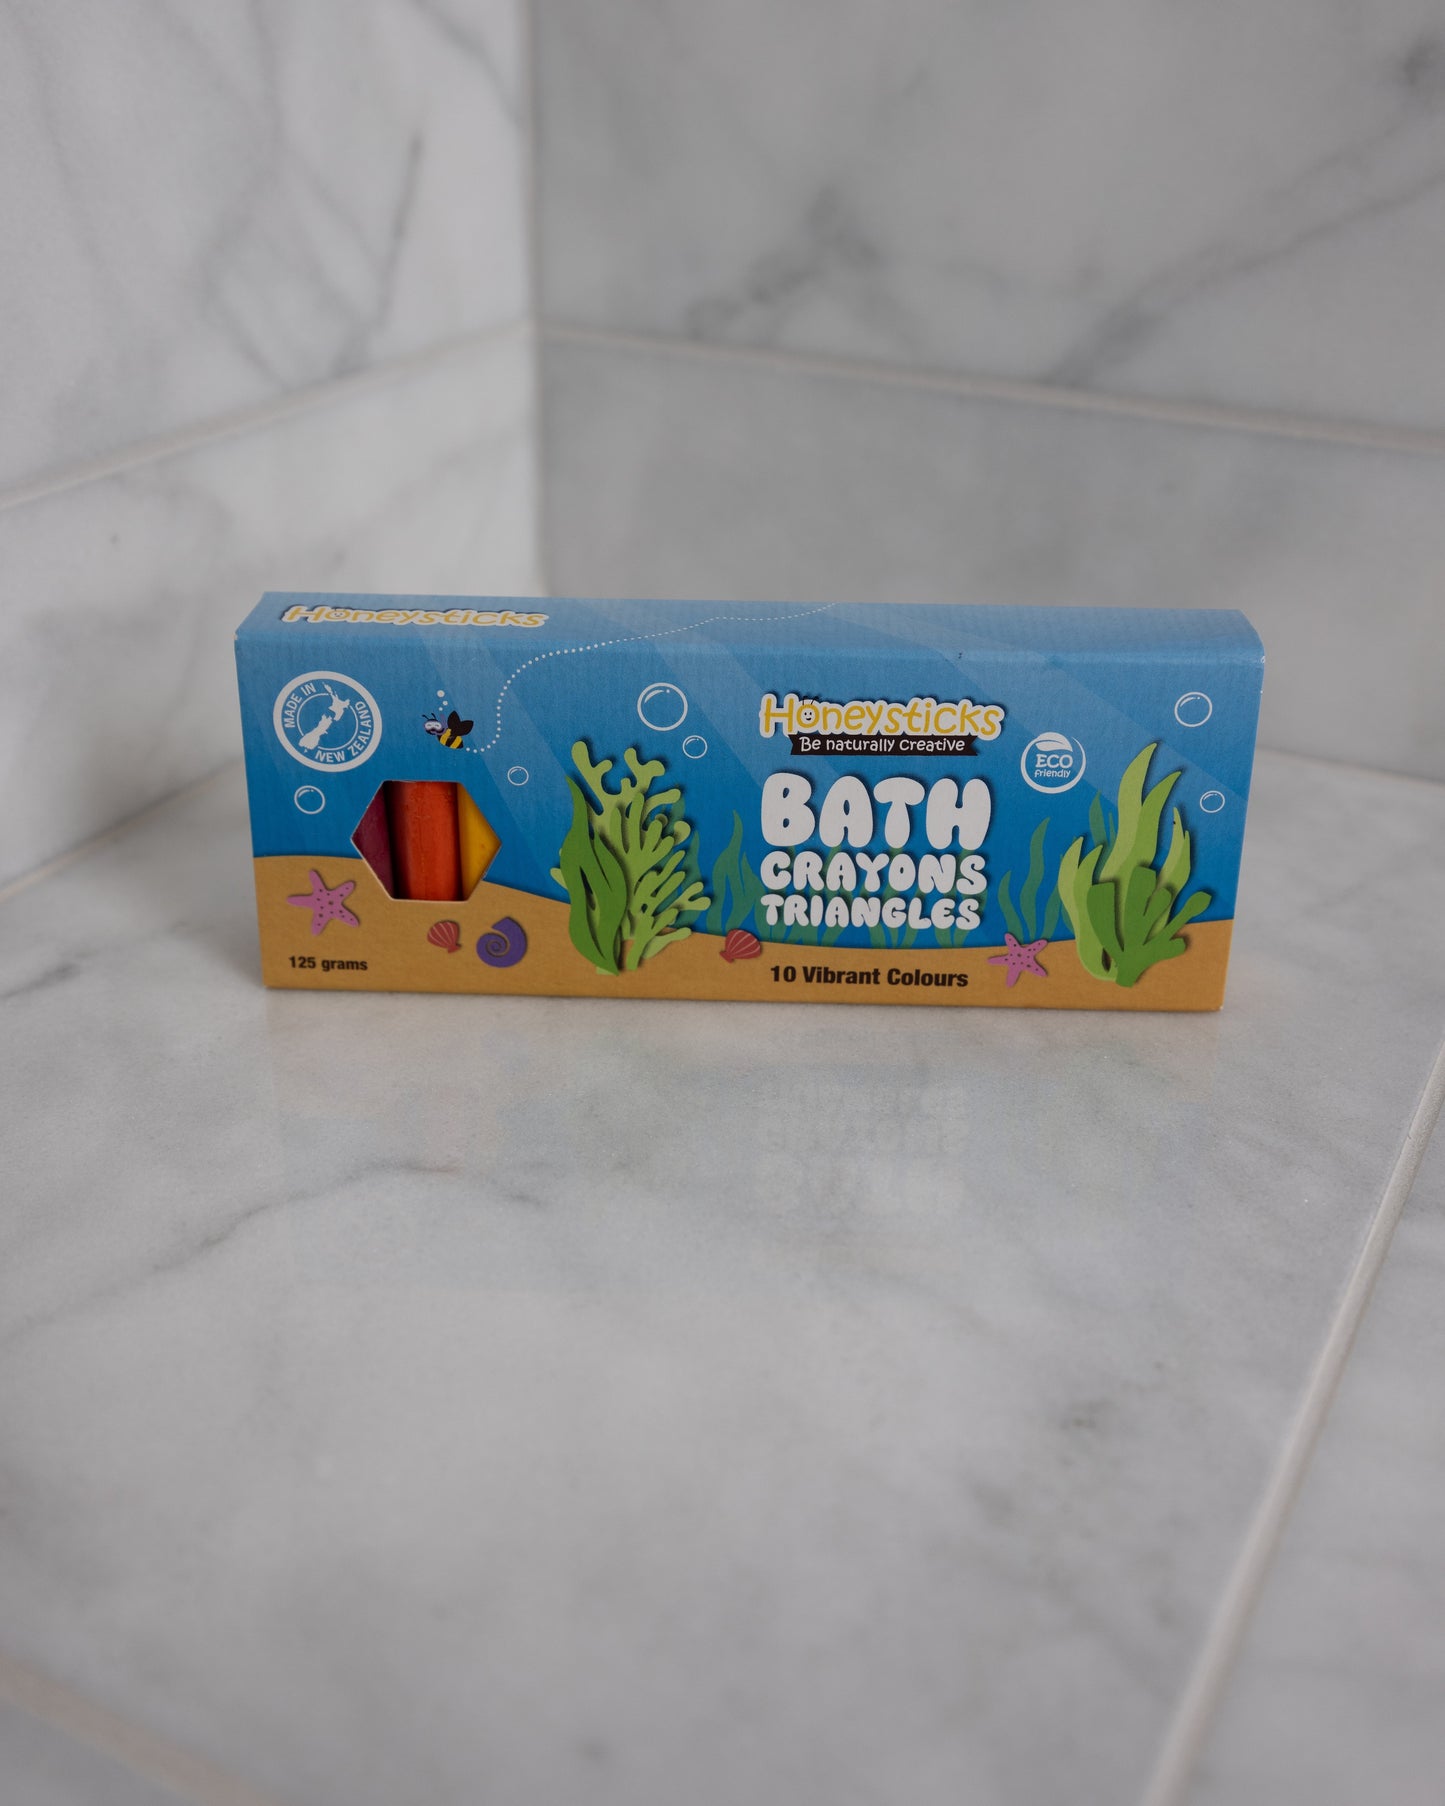 Honeysticks
MADE IN
NEW ZEALAND
Honeysticks
Be naturally creative
ECO
friendly
BATH
CRAYONS
TRIANGLES
125 grams
10 Vibrant Colours